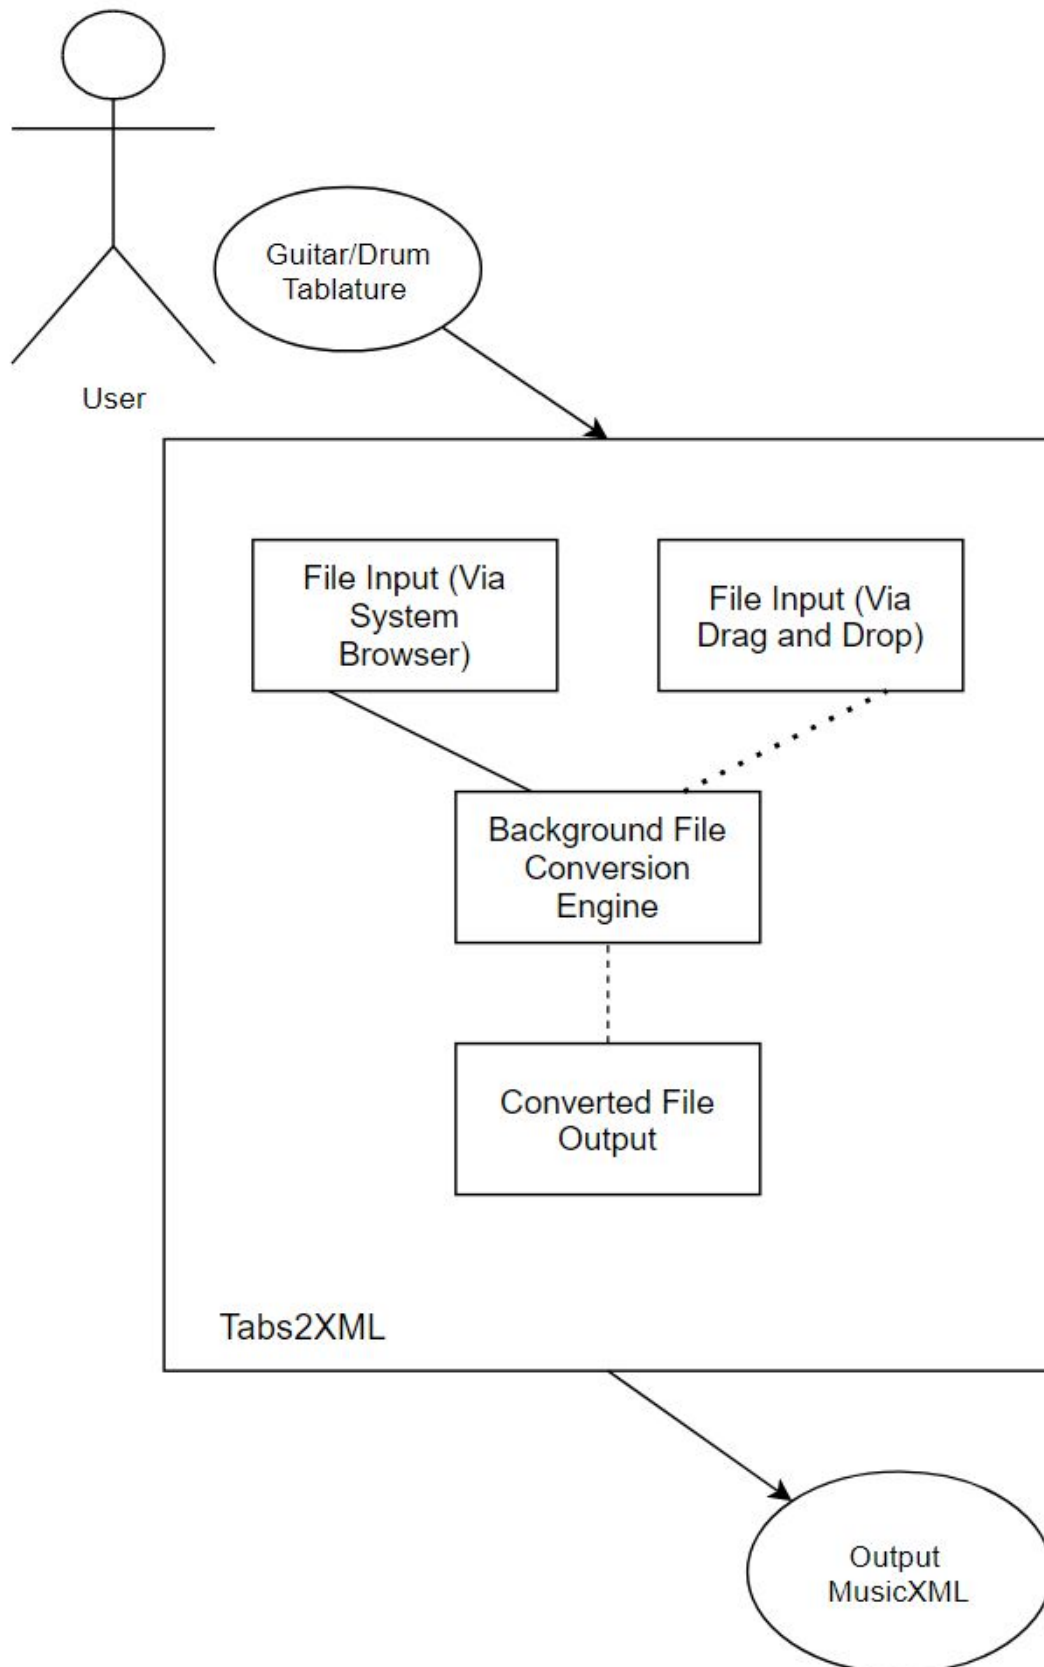 Guitar/Drum
Tablature
User
File Input (Via
System
Browser)
File Input (Via
Drag and Drop)
Background File
Conversion
Engine
Converted File
Output
Tabs2XML
Output
MusicXML